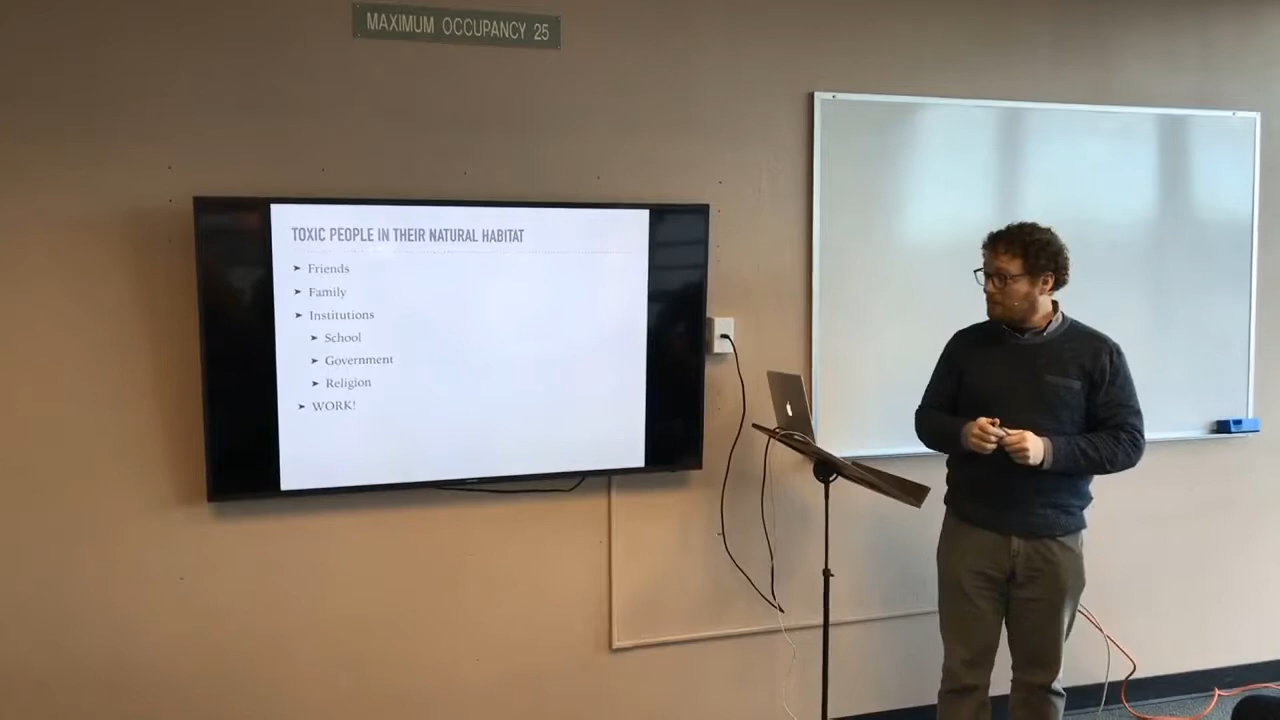 MAXIMUM OCCUPANCY 25
TOXIC PEOPLE IN THEIR NATURAL HABITAT
➤ Friends
➤ Family
➤ Institutions
➤ School
➤ Government
➤ Religion
➤ WORK!